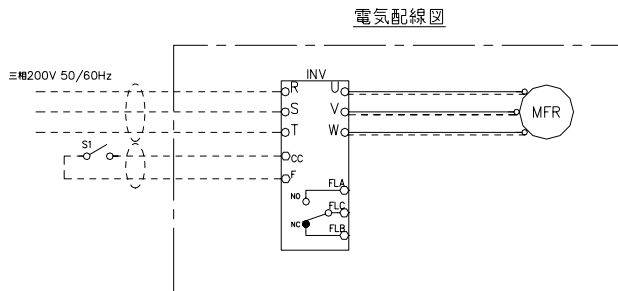 電気配線図
三相200V 50/60Hz
INV
R U
S V
T W
MFR
S1
CC
F
FLA
NO
FLC
NC
FLB